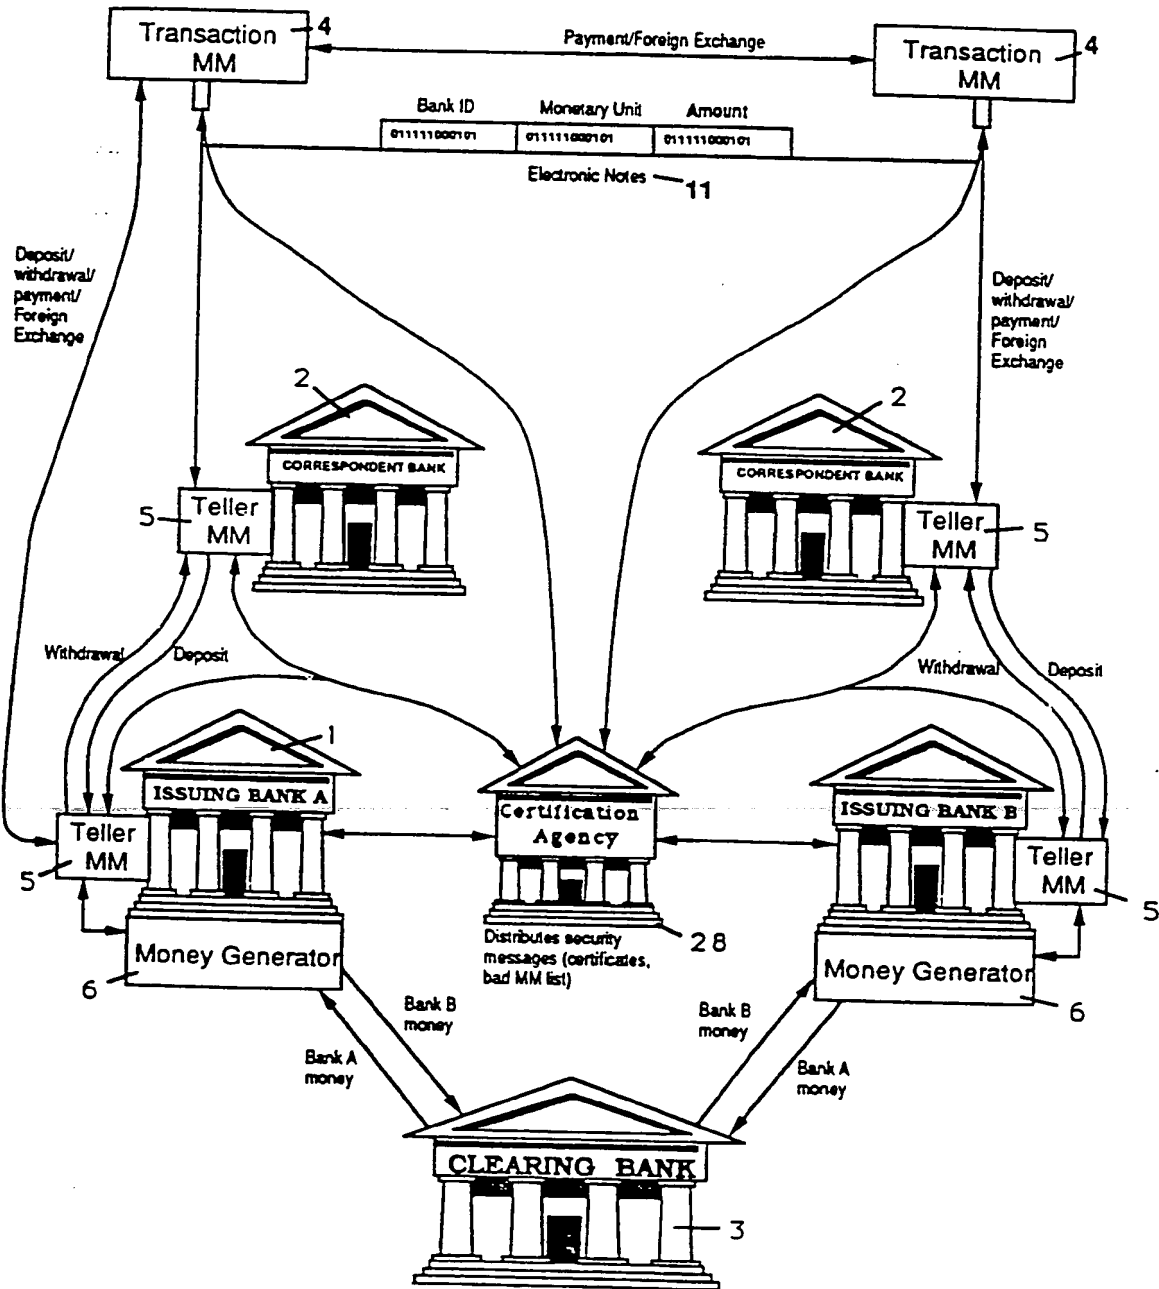 Transaction
MM
4
Payment/Foreign Exchange
Transaction
MM
4
Bank ID
Monetary Unit
Amount
011111000101
011111000101
011111000101
Electronic Notes
11
Deposit/
withdrawal/
payment/
Foreign
Exchange
Deposit/
withdrawal/
payment/
Foreign
Exchange
2
2
CORRESPONDENT BANK
CORRESPONDENT BANK
5
Teller
MM
Teller
MM
5
Withdrawal
Deposit
Withdrawal
Deposit
1
ISSUING BANK A
Certification
Agency
ISSUING BANK B
Teller
MM
5
Teller
MM
5
Money Generator
6
Distributes security
messages (certificates,
bad MM list)
28
Money Generator
6
Bank B
money
Bank A
money
Bank B
money
Bank A
money
CLEARING BANK
3